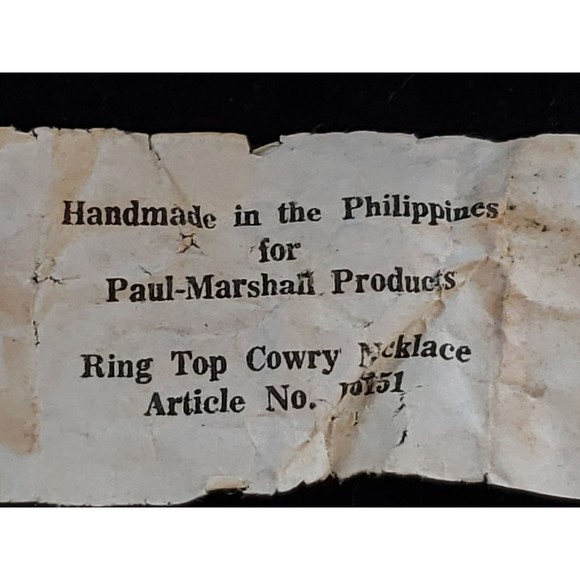 Handmade in the Philippines
for
Paul-Marshall Products
Ring Top Cowry Necklace
Article No.